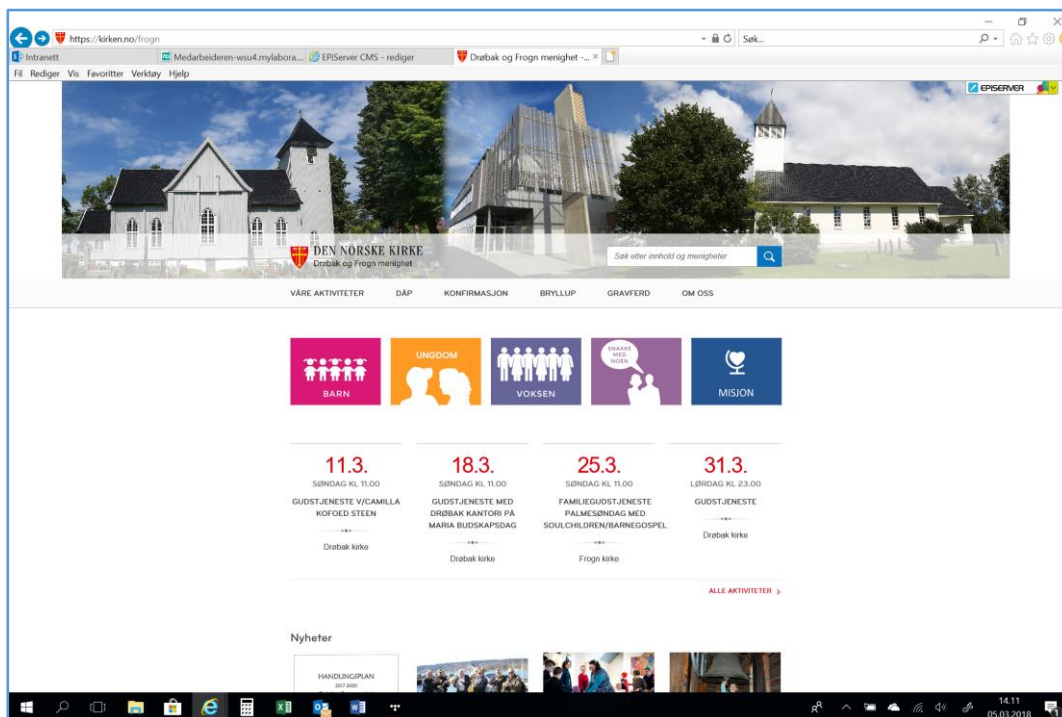 https://kirken.no/frogn
Søk...
Intranett
Medarbeideren-wsu4.mylabora...
EPiServer CMS - rediger
Drøbak og Frogn menighet -...
Fil Rediger Vis Favoritter Verktøy Hjelp
EPISERVER
DEN NORSKE KIRKE
Drøbak og Frogn menighet
Søk etter innhold og menigheter
VÅRE AKTIVITETER DÅP KONFIRMASJON BRYLLUP GRAVFERD OM OSS
BARN
UNGDOM
VOKSEN
SNAKKE
MED
NOEN
MISJON
11.3.
SØNDAG KL 11.00
GUDSTJENESTE V/CAMILLA
KOFOED STEEN
Drøbak kirke
18.3.
SØNDAG KL 11.00
GUDSTJENESTE MED
DRØBAK KANTORI PÅ
MARIA BUDSKAPSDAG
Drøbak kirke
25.3.
SØNDAG KL 11.00
FAMILIEGUDSTJENESTE
PALMESØNDAG MED
SOULCHILDREN/BARNEGOSPEL
Frogn kirke
31.3.
LØRDAG KL 23.00
GUDSTJENESTE
Drøbak kirke
ALLE AKTIVITETER
Nyheter
HANDLINGSPLAN
2017-2020
14.11
05.03.2018